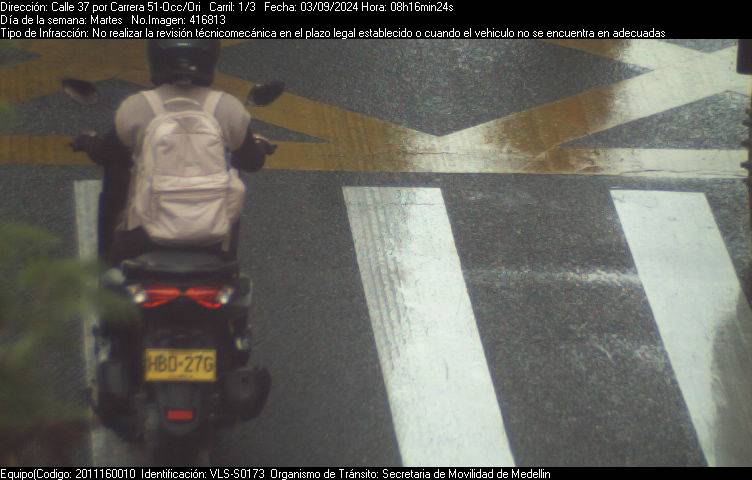 Dirección: Calle 37 por Carrera 51-Occ/Ori Carril: 1/3 Fecha: 03/09/2024 Hora: 08h16min24s
Día de la semana: Martes No.Imagen: 416813
Tipo de Infracción: No realizar la revisión técnicomecánica en el plazo legal establecido o cuando el vehiculo no se encuentra en adecuadas
HBD-27G
Equipo(Codigo: 2011160010 Identificación: VLS-S0173 Organismo de Tránsito: Secretaria de Movilidad de Medellin